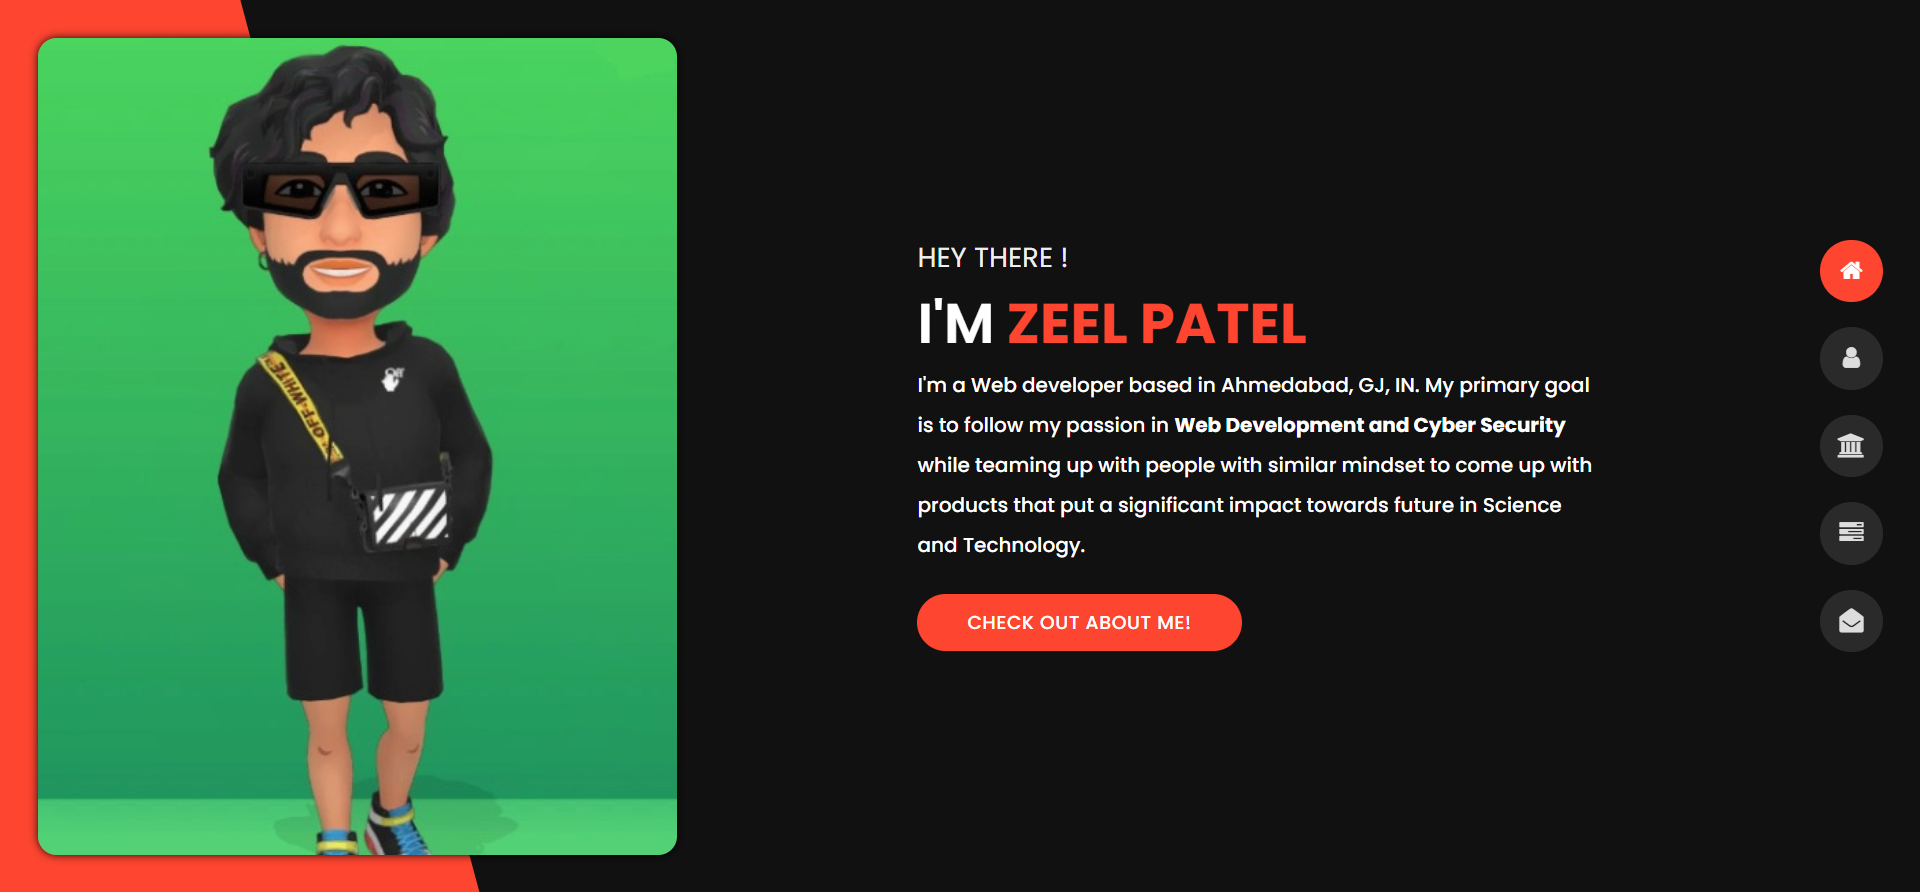 HEY THERE !
I'M ZEEL PATEL
I'm a Web developer based in Ahmedabad, GJ, IN. My primary goal
is to follow my passion in Web Development and Cyber Security
while teaming up with people with similar mindset to come up with
products that put a significant impact towards future in Science
and Technology.
CHECK OUT ABOUT ME!
Off
"OFF-WHITE"